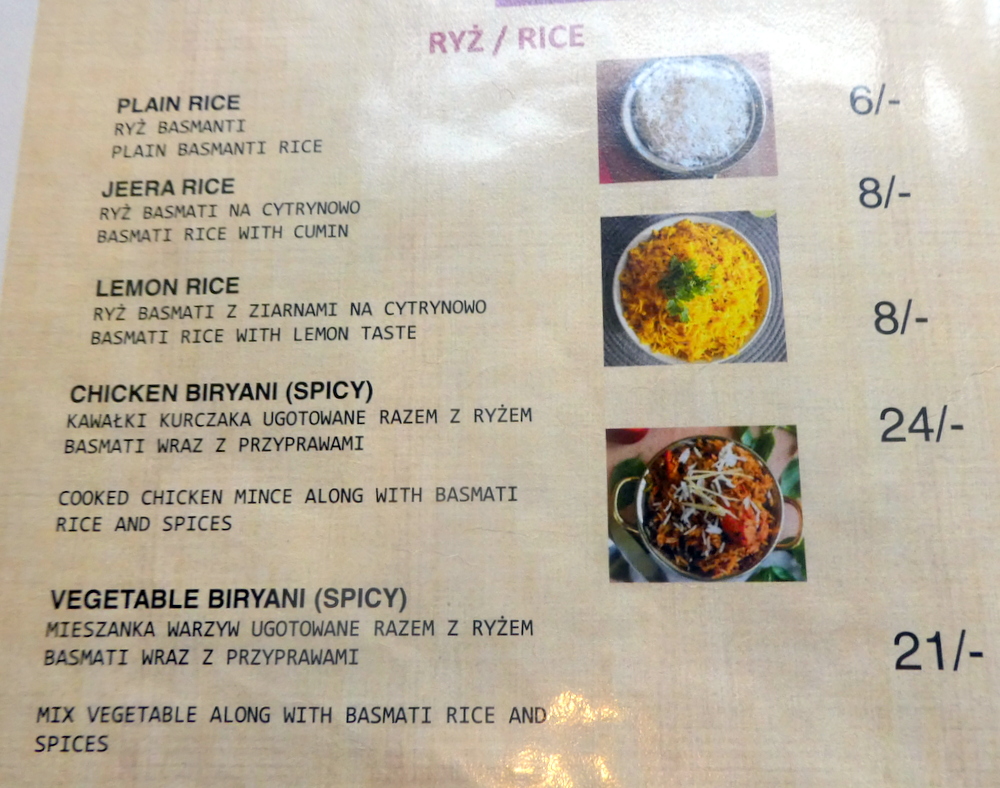 RYŻ / RICE
PLAIN RICE
RYŻ BASMANTI
PLAIN BASMANTI RICE
6/-
JEERA RICE
RYŻ BASMATI NA CYTRYNOWO
BASMATI RICE WITH CUMIN
8/-
LEMON RICE
RYŻ BASMATI Z ZIARNAMI NA CYTRYNOWO
BASMATI RICE WITH LEMON TASTE
8/-
CHICKEN BIRYANI (SPICY)
KAWAŁKI KURCZAKA UGOTOWANE RAZEM Z RYŻEM
BASMATI WRAZ Z PRZYPRAWAMI
24/-
COOKED CHICKEN MINCE ALONG WITH BASMATI
RICE AND SPICES
VEGETABLE BIRYANI (SPICY)
MIESZANKA WARZYW UGOTOWANE RAZEM Z RYŻEM
BASMATI WRAZ Z PRZYPRAWAMI
21/-
MIX VEGETABLE ALONG WITH BASMATI RICE AND
SPICES